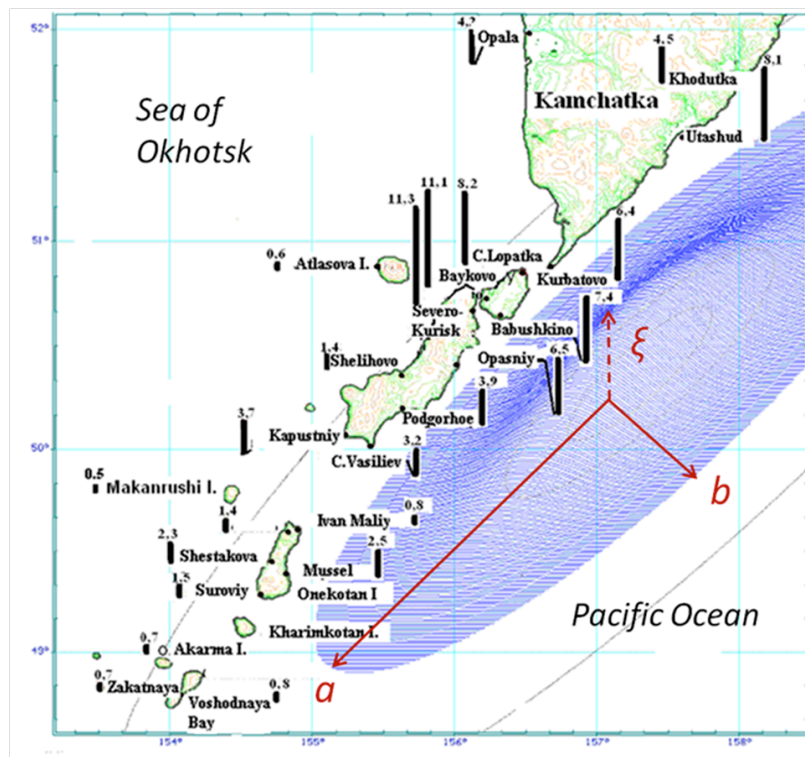 52°
4,2
Opala
4,5
Khodutka
8,1
Kamchatka
Sea of
Okhotsk
Utashud
11,3
11,1
8,2
6,4
51°
C.Lopatka
0,6
Atlasova I.
Baykovo
Kurbatovo
7,4
Severo-
Kurisk
Babushkino
ξ
1,4
Shelihovo
Opasniy
6,5
3,9
3,7
Podgorhoe
Kapustniy
50°
3,2
C.Vasiliev
0.5
Makanrushi I.
b
0,8
1,4
Ivan Maliy
2,3
Shestakova
2,5
Mussel
1,5
Suroviy
Onekotan I
Pacific Ocean
Kharimkotan I.
0,7
Akarma I.
49°
a
0,7
Zakatnaya
0,8
Voshodnaya
Bay
154°
155°
156°
157°
158°